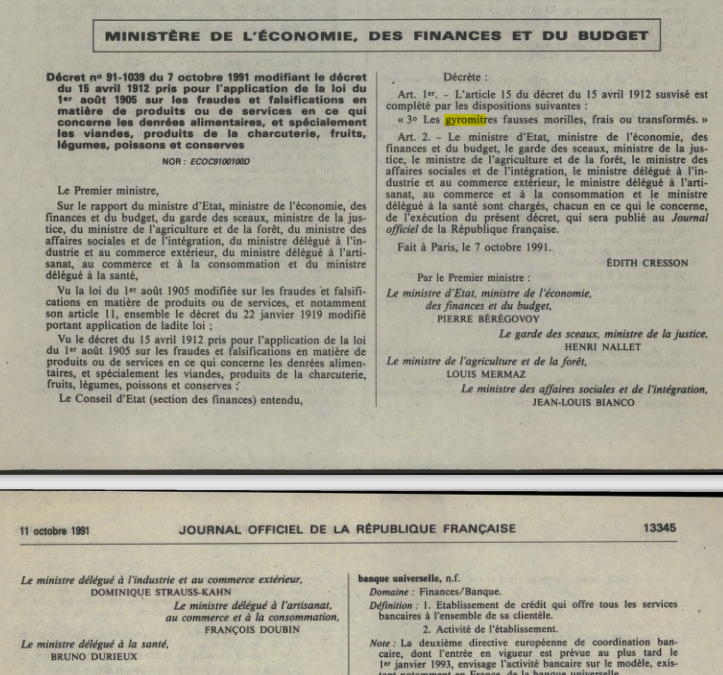 MINISTÈRE DE L'ÉCONOMIE, DES FINANCES ET DU BUDGET
Décret nº 91-1039 du 7 octobre 1991 modifiant le décret
du 15 avril 1912 pris pour l'application de la loi du
1er août 1905 sur les fraudes et falsifications en
matière de produits ou de services en ce qui
concerne les denrées alimentaires, et spécialement
les viandes, produits de la charcuterie, fruits,
légumes, poissons et conserves
NOR : ECOC9100100D
Le Premier ministre,
Sur le rapport du ministre d'Etat, ministre de l'économie, des
finances et du budget, du garde des sceaux, ministre de la jus-
tice, du ministre de l'agriculture et de la forêt, du ministre des
affaires sociales et de l'intégration, du ministre délégué à l'in-
dustrie et au commerce extérieur, du ministre délégué à l'arti-
sanat, au commerce et à la consommation et du ministre
délégué à la santé,
Vu la loi du 1er août 1905 modifiée sur les fraudes et falsifi-
cations en matière de produits ou de services, et notamment
son article 11, ensemble le décret du 22 janvier 1919 modifié
portant application de ladite loi ;
Vu le décret du 15 avril 1912 pris pour l'application de la loi
du 1er août 1905 sur les fraudes et falsifications en matière de
produits ou de services en ce qui concerne les denrées alimen-
taires, et spécialement les viandes, produits de la charcuterie,
fruits, légumes, poissons et conserves ;
Le Conseil d'Etat (section des finances) entendu,
Décrète :
Art. 1er. - L'article 15 du décret du 15 avril 1912 susvisé est
complété par les dispositions suivantes :
« 3º Les gyromitres fausses morilles, frais ou transformés. »
Art. 2. - Le ministre d'Etat, ministre de l'économie, des
finances et du budget, le garde des sceaux, ministre de la jus-
tice, le ministre de l'agriculture et de la forêt, le ministre des
affaires sociales et de l'intégration, le ministre délégué à l'in-
dustrie et au commerce extérieur, le ministre délégué à l'arti-
sanat, au commerce et à la consommation et le ministre
délégué à la santé sont chargés, chacun en ce qui le concerne,
de l'exécution du présent décret, qui sera publié au Journal
officiel de la République française.
Fait à Paris, le 7 octobre 1991.
ÉDITH CRESSON
Par le Premier ministre :
Le ministre d'Etat, ministre de l'économie,
des finances et du budget,
PIERRE BÉRÉGOVOY
Le garde des sceaux, ministre de la justice,
HENRI NALLET
Le ministre de l'agriculture et de la forêt,
LOUIS MERMAZ
Le ministre des affaires sociales et de l'intégration,
JEAN-LOUIS BIANCO
11 octobre 1991
JOURNAL OFFICIEL DE LA RÉPUBLIQUE FRANÇAISE
13345
Le ministre délégué à l'industrie et au commerce extérieur,
DOMINIQUE STRAUSS-KAHN
Le ministre délégué à l'artisanat,
au commerce et à la consommation,
FRANÇOIS DOUBIN
Le ministre délégué à la santé,
BRUNO DURIEUX
banque universelle, n.f.
Domaine : Finances/Banque.
Définition : 1. Etablissement de crédit qui offre tous les services
bancaires à l'ensemble de sa clientèle.
2. Activité de l'établissement.
Note : La deuxième directive européenne de coordination ban-
caire, dont l'entrée en vigueur est prévue au plus tard le
1er janvier 1993, envisage l'activité bancaire sur le modèle, exis-
tant notamment en France, de la banque universelle.